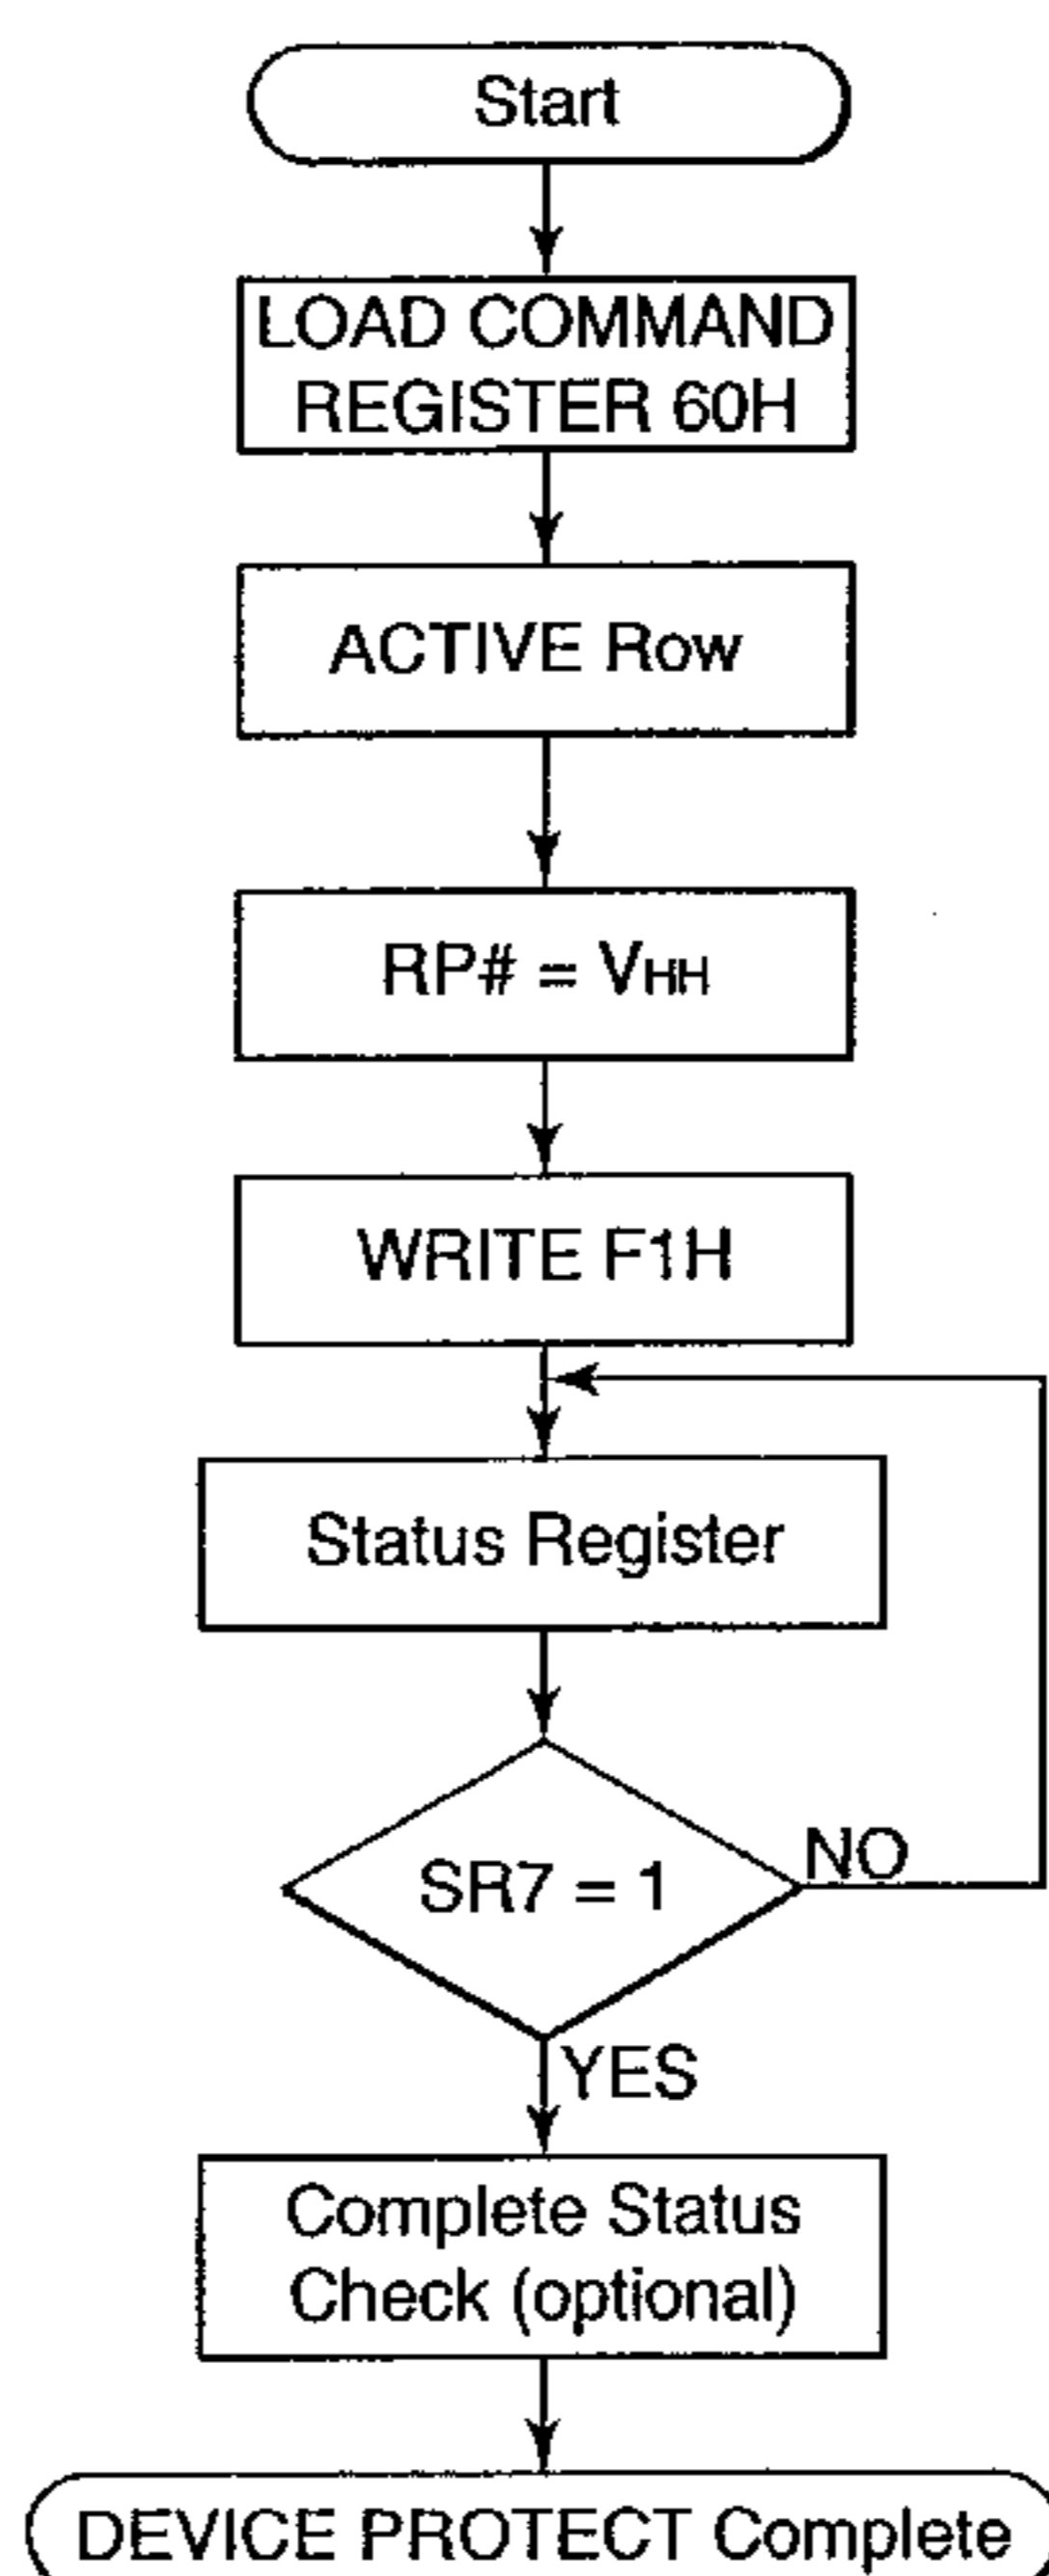 Start
LOAD COMMAND
REGISTER 60H
ACTIVE Row
RP# = VHH
WRITE F1H
Status Register
SR7 = 1
NO
YES
Complete Status
Check (optional)
DEVICE PROTECT Complete